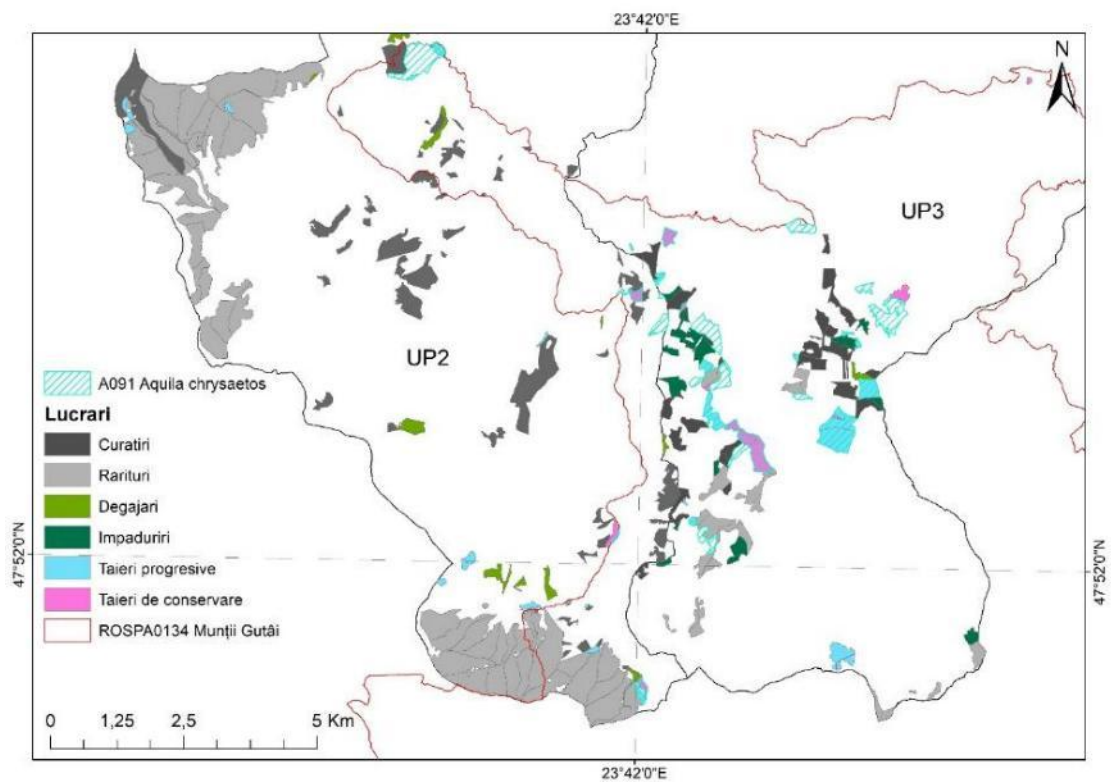 23°42'0"E
N
UP3
UP2
A091 Aquila chrysaetos
Lucrari
Curatiri
Rarituri
Degajari
Impaduriri
Taieri progresive
Taieri de conservare
ROSPA0134 Munții Gutâi
47°52'0"N
47°52'0"N
0 1,25 2,5 5 Km
23°42'0"E